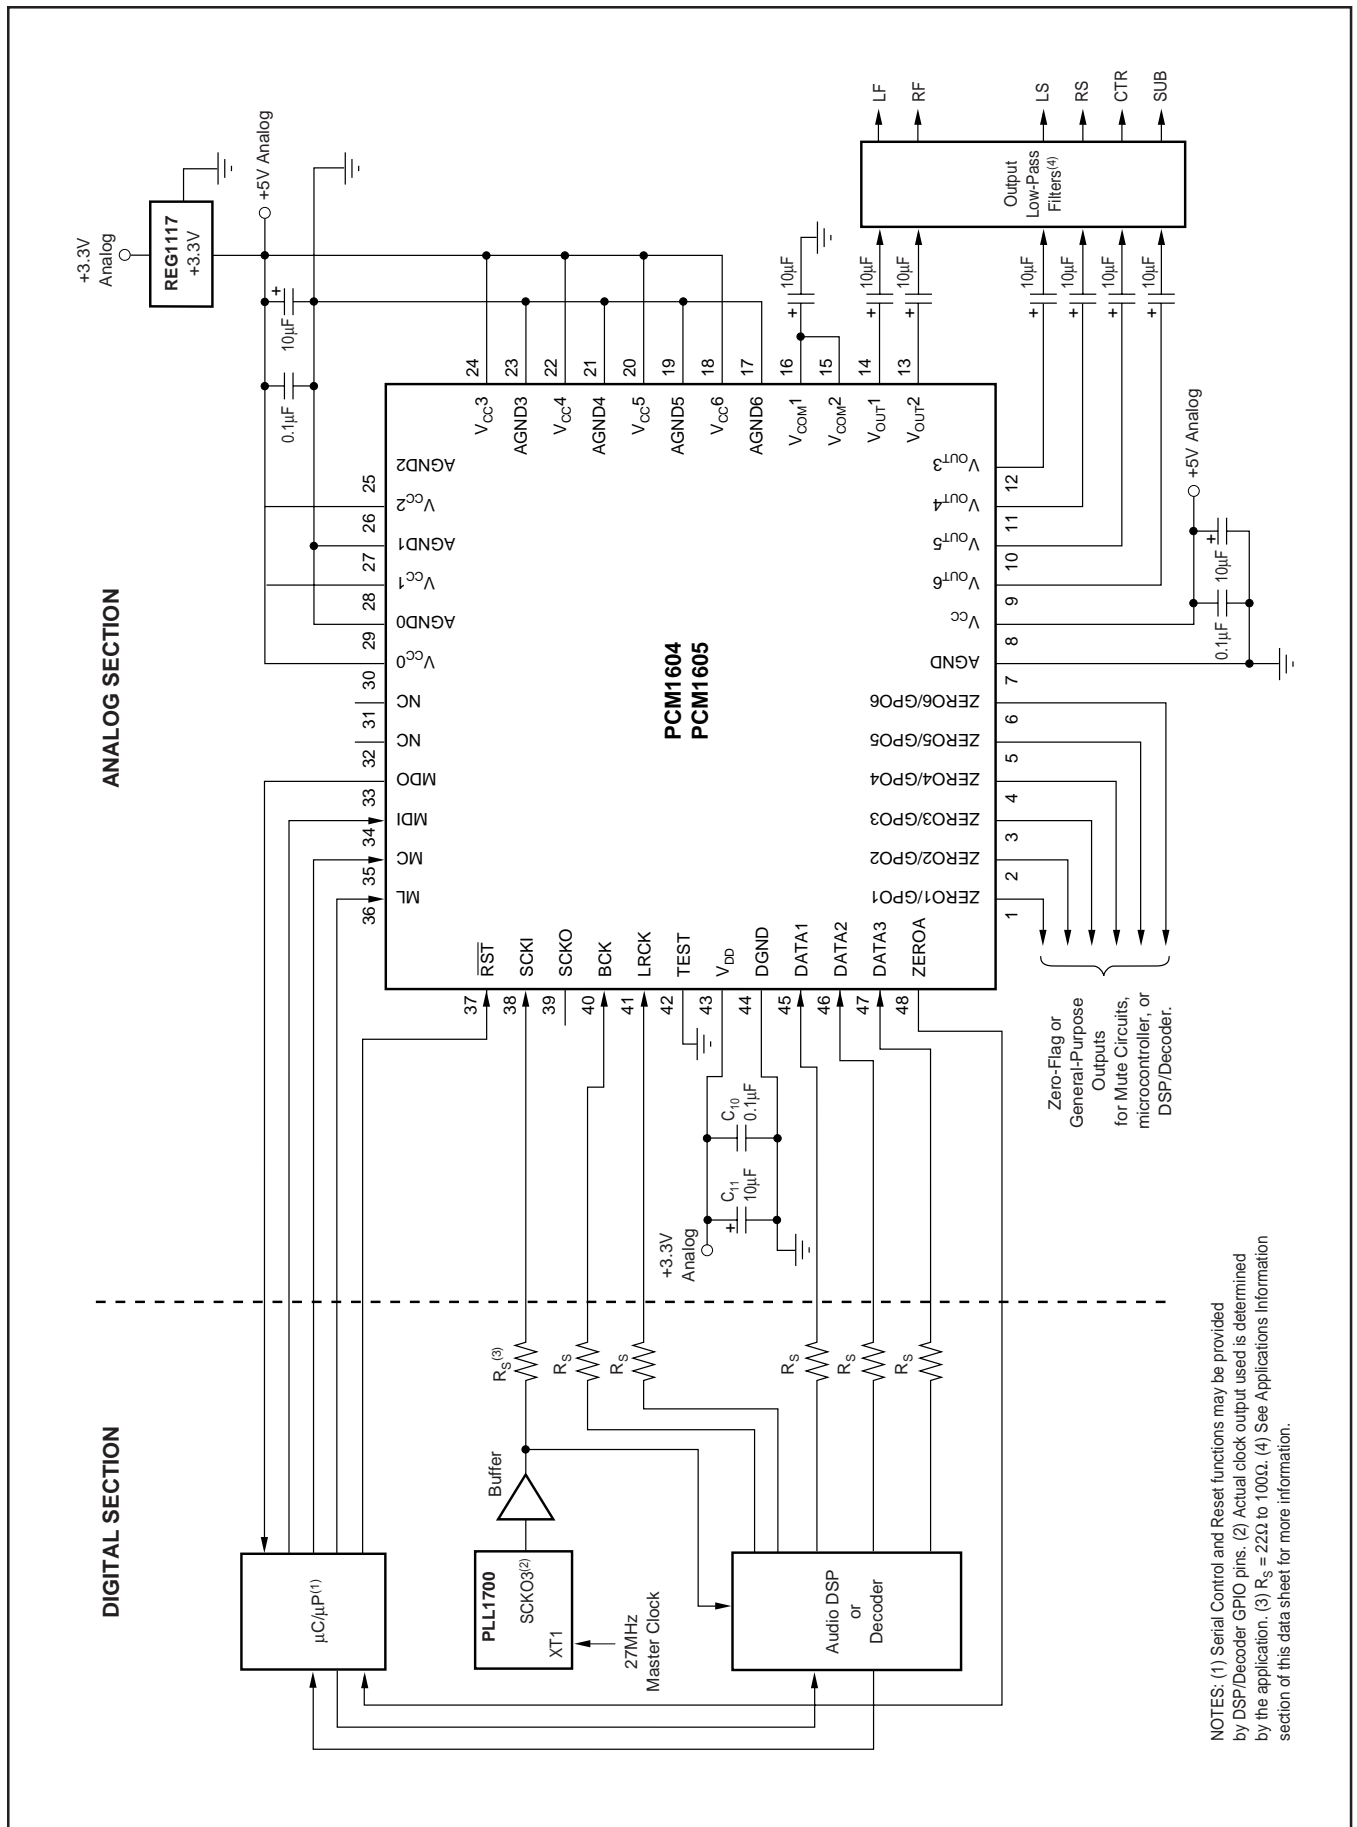 DIGITAL SECTION
ANALOG SECTION
+3.3V
Analog
REG1117
+3.3V
+5V Analog
10µF
+
0.1µF
µC/µP(1)
PLL1700
SCKO3(2)
XT1
27MHz
Master Clock
Buffer
RS(3)
RS
RS
RS
RS
RS
Audio DSP
or
Decoder
+3.3V
Analog
C11
10µF
+
C10
0.1µF
PCM1604
PCM1605
36 ML
35 MC
34 MDI
33 MDO
32 NC
31 NC
30 VCC0
29 AGND0
28 VCC1
27 AGND1
26 VCC2
25 AGND2
37 RST
38 SCKI
39 SCKO
40 BCK
41 LRCK
42 TEST
43 VDD
44 DGND
45 DATA1
46 DATA2
47 DATA3
48 ZEROA
VCC3 24
AGND3 23
VCC4 22
AGND4 21
VCC5 20
AGND5 19
VCC6 18
AGND6 17
VCOM1 16
VCOM2 15
VOUT1 14
VOUT2 13
ZERO1/GPO1 1
ZERO2/GPO2 2
ZERO3/GPO3 3
ZERO4/GPO4 4
ZERO5/GPO5 5
ZERO6/GPO6 6
AGND 7
VCC 8
VOUT6 9
VOUT5 10
VOUT4 11
VOUT3 12
+ 10µF
+ 10µF
+ 10µF
+ 10µF
+ 10µF
+ 10µF
+ 10µF
Output
Low-Pass
Filters(4)
LF
RF
LS
RS
CTR
SUB
+5V Analog
0.1µF
10µF
+
Zero-Flag or
General-Purpose
Outputs
for Mute Circuits,
microcontroller, or
DSP/Decoder.
NOTES: (1) Serial Control and Reset functions may be provided
by DSP/Decoder GPIO pins. (2) Actual clock output used is determined
by the application. (3) RS = 22Ω to 100Ω. (4) See Applications Information
section of this data sheet for more information.